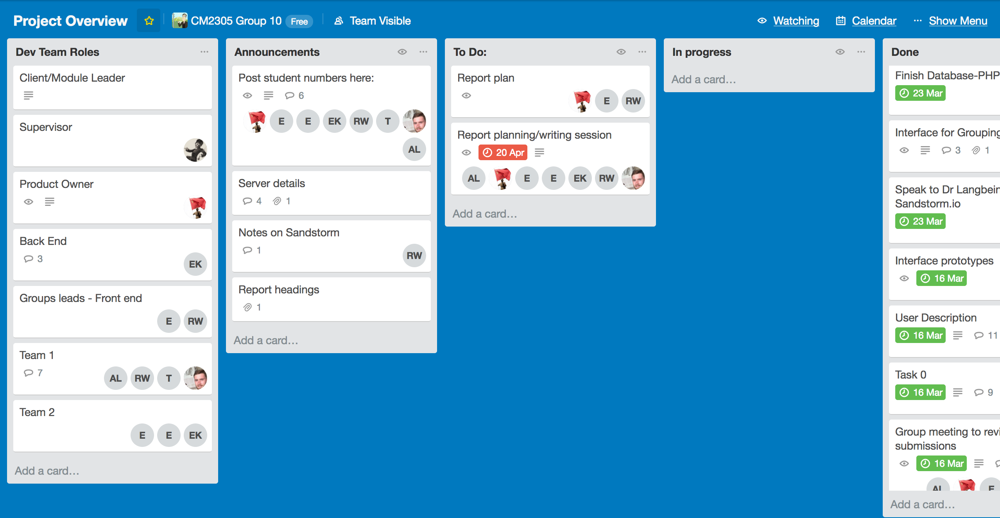 Project Overview
CM2305 Group 10 Free
Team Visible
Watching
Calendar
Show Menu
Dev Team Roles
Client/Module Leader
Supervisor
Product Owner
Back End
3
EK
Groups leads - Front end
E RW
Team 1
7
AL RW T
Team 2
E E EK
Add a card…
Announcements
Post student numbers here:
6
E E EK RW T
AL
Server details
4 1
Notes on Sandstorm
1
RW
Report headings
1
Add a card…
To Do:
Report plan
E RW
Report planning/writing session
20 Apr
AL E E EK RW
Add a card…
In progress
Add a card…
Done
Finish Database-PHP
23 Mar
Interface for Grouping
3 1
Speak to Dr Langbein
Sandstorm.io
23 Mar
Interface prototypes
16 Mar
User Description
16 Mar 11
Task 0
16 Mar 9
Group meeting to revi
submissions
16 Mar
AL E
Add a card…